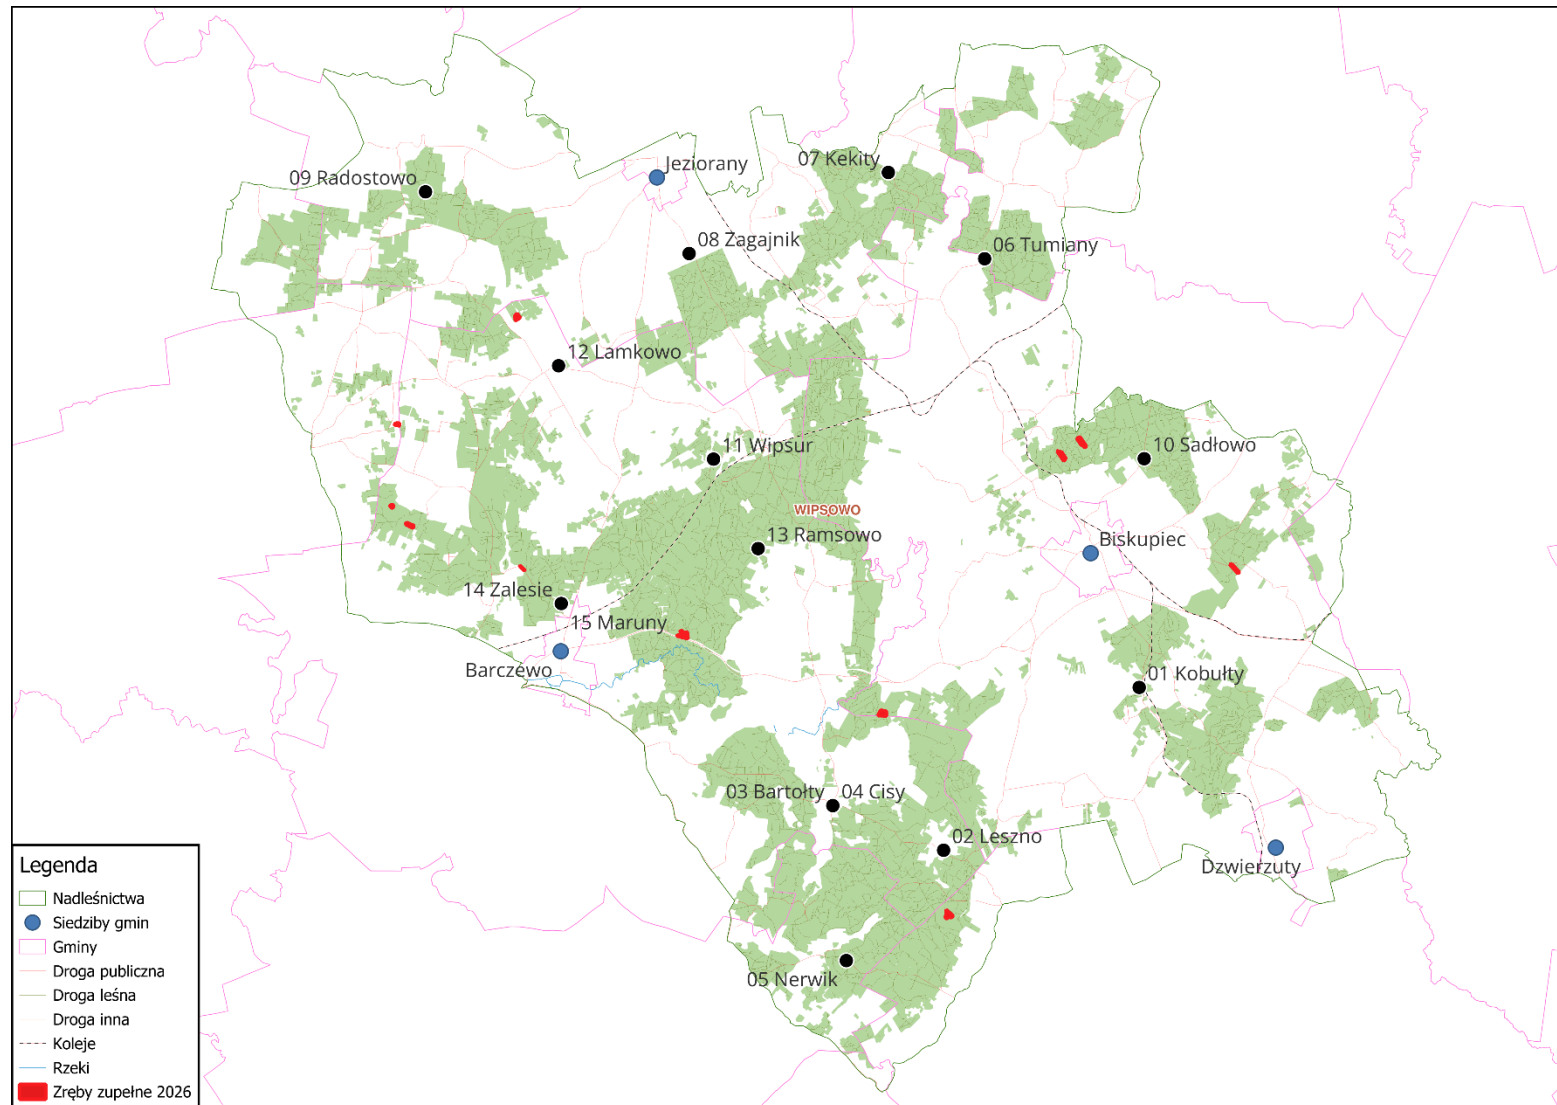 07 Kekity
Jeziorany
09 Radostowo
08 Zagajnik
06 Tumiany
12 Lamkowo
11 Wipsur
10 Sadłowo
WIPSOWO
13 Ramsowo
Biskupiec
14 Zalesie
15 Maruny
Barczewo
01 Kobułty
03 Bartołty
04 Cisy
02 Leszno
Dzwierzuty
05 Nerwik
Legenda
Nadleśnictwa
Siedziby gmin
Gminy
Droga publiczna
Droga leśna
Droga inna
Koleje
Rzeki
Zręby zupełne 2026